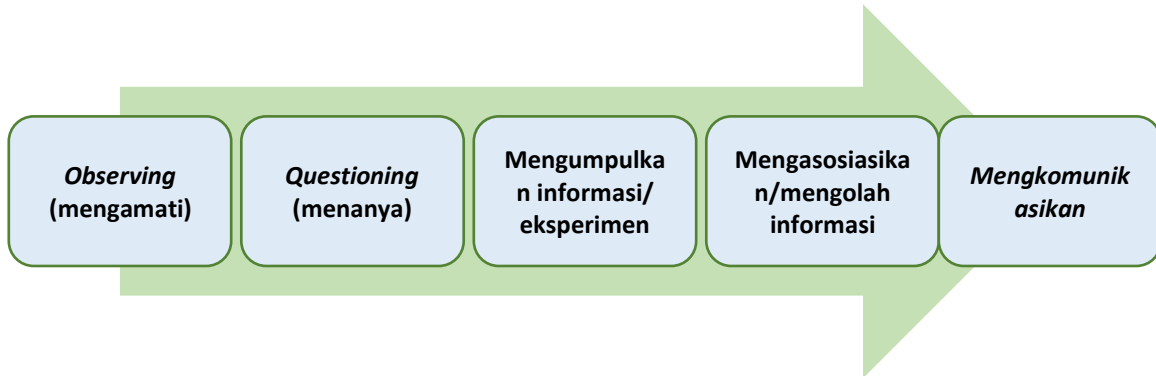 Observing
(mengamati)
Questioning
(menanya)
Mengumpulka
n informasi/
eksperimen
Mengasosiasika
n/mengolah
informasi
Mengkomunik
asikan